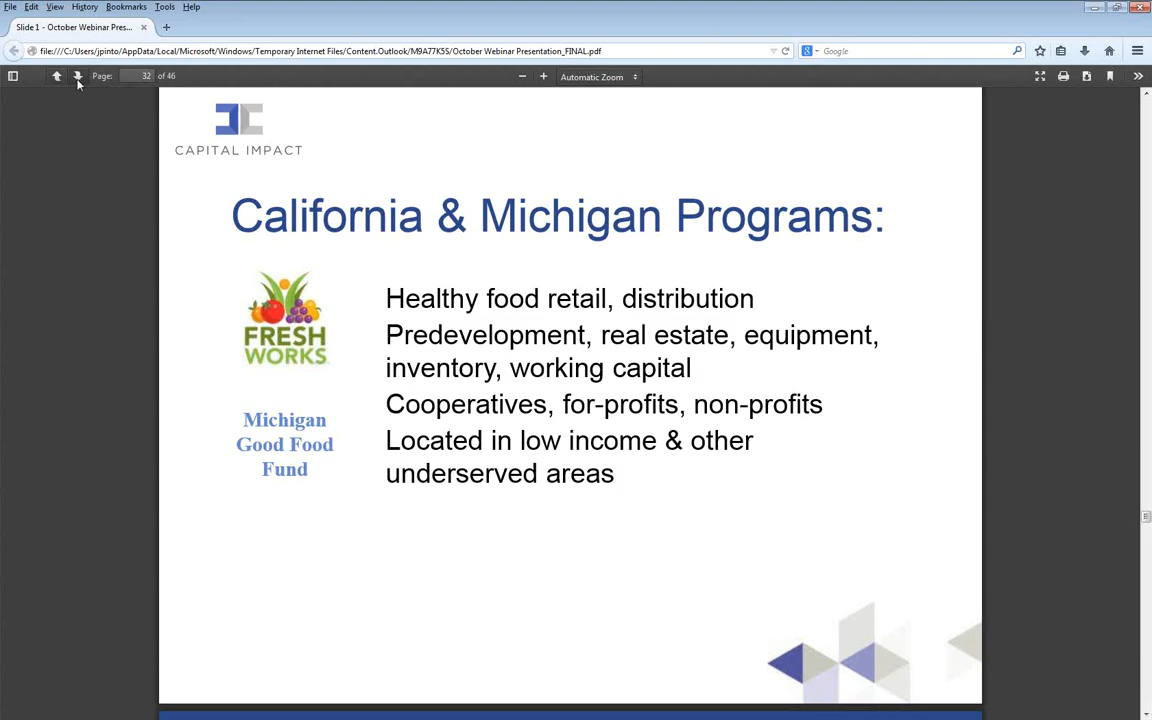 File Edit View History Bookmarks Tools Help
Slide 1 - October Webinar Pres...
file:///C:/Users/jpinto/AppData/Local/Microsoft/Windows/Temporary Internet Files/Content.Outlook/M9A77K5S/October Webinar Presentation_FINAL.pdf
Google
Page: 32 of 46
Automatic Zoom
CAPITAL IMPACT
California & Michigan Programs:
FRESH
WORKS
Healthy food retail, distribution
Predevelopment, real estate, equipment,
inventory, working capital
Cooperatives, for-profits, non-profits
Located in low income & other
underserved areas
Michigan
Good Food
Fund